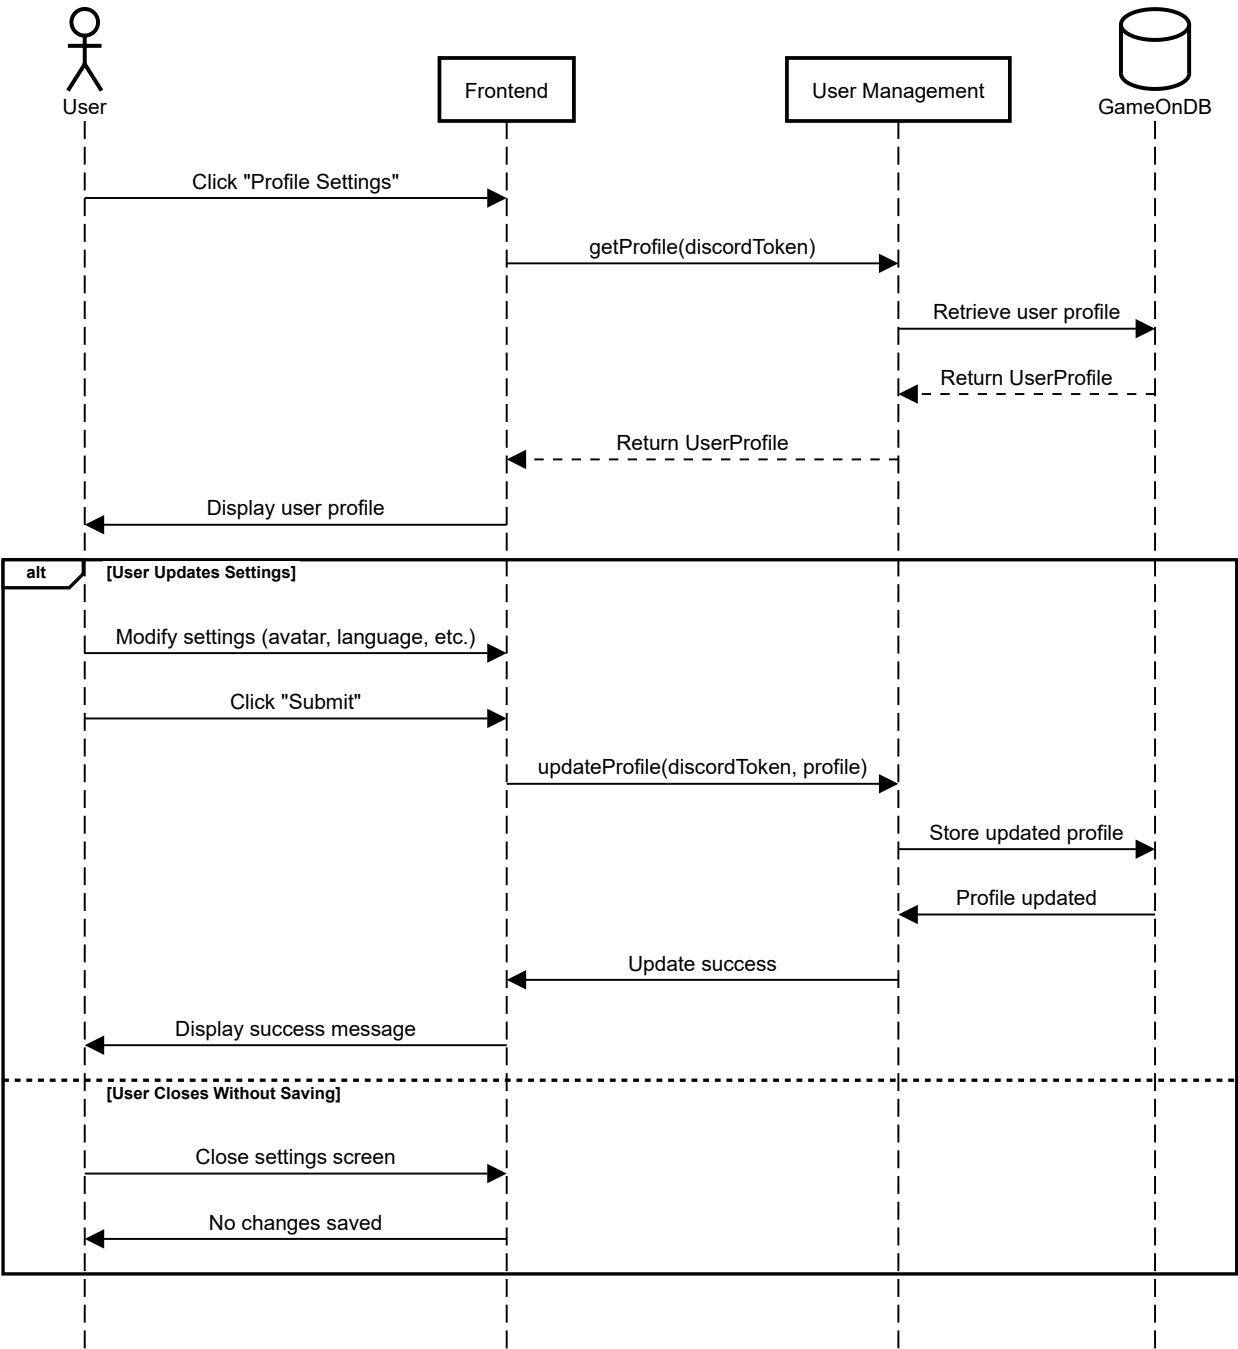 User
Frontend
User Management
GameOnDB
Click "Profile Settings"
getProfile(discordToken)
Retrieve user profile
Return UserProfile
Return UserProfile
Display user profile
alt
[User Updates Settings]
Modify settings (avatar, language, etc.)
Click "Submit"
updateProfile(discordToken, profile)
Store updated profile
Profile updated
Update success
Display success message
[User Closes Without Saving]
Close settings screen
No changes saved